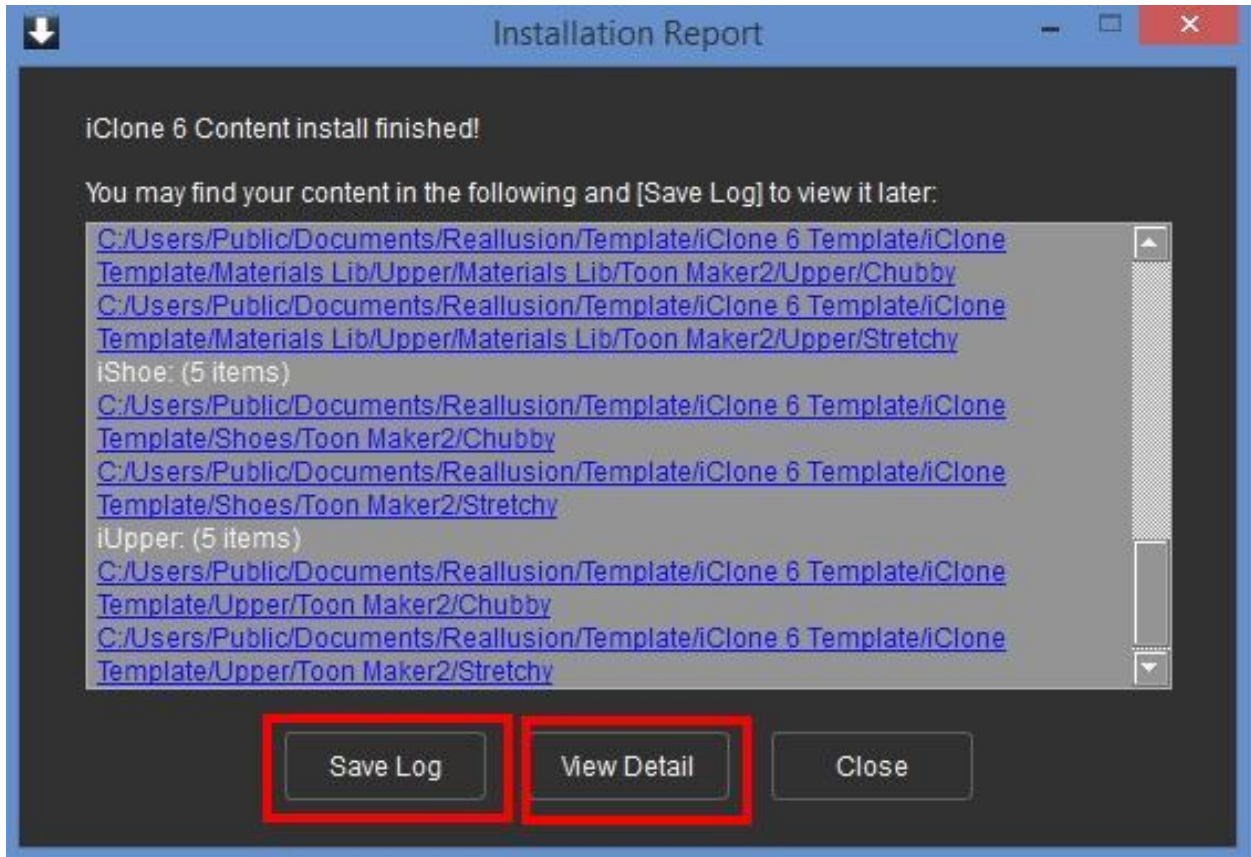 Installation Report
iClone 6 Content install finished!
You may find your content in the following and [Save Log] to view it later:
C:/Users/Public/Documents/Reallusion/Template/iClone 6 Template/iClone
Template/Materials Lib/Upper/Materials Lib/Toon Maker2/Upper/Chubby
C:/Users/Public/Documents/Reallusion/Template/iClone 6 Template/iClone
Template/Materials Lib/Upper/Materials Lib/Toon Maker2/Upper/Stretchy
iShoe: (5 items)
C:/Users/Public/Documents/Reallusion/Template/iClone 6 Template/iClone
Template/Shoes/Toon Maker2/Chubby
C:/Users/Public/Documents/Reallusion/Template/iClone 6 Template/iClone
Template/Shoes/Toon Maker2/Stretchy
iUpper: (5 items)
C:/Users/Public/Documents/Reallusion/Template/iClone 6 Template/iClone
Template/Upper/Toon Maker2/Chubby
C:/Users/Public/Documents/Reallusion/Template/iClone 6 Template/iClone
Template/Upper/Toon Maker2/Stretchy
Save Log View Detail Close